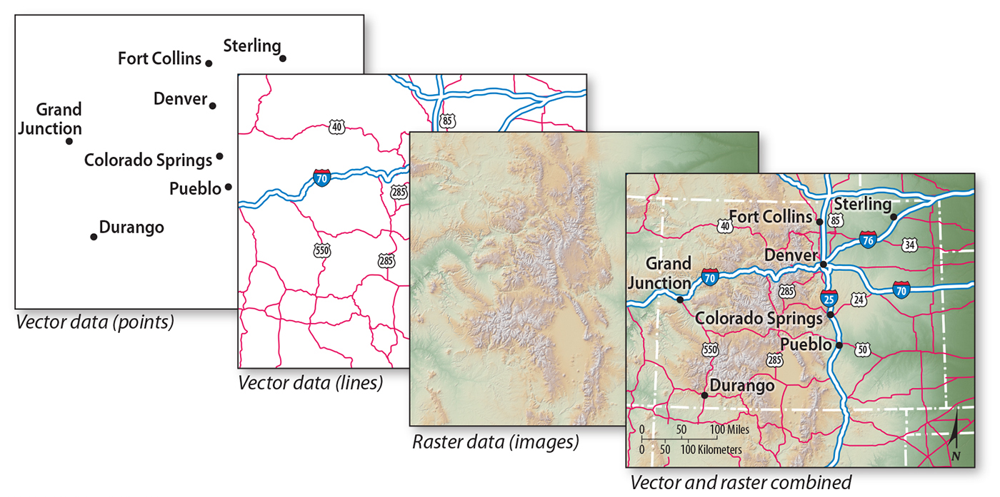 Sterling
Fort Collins
Denver
Grand
Junction
Colorado Springs
Pueblo
Durango
Vector data (points)
85
40
70
285
550
285
Vector data (lines)
Raster data (images)
Sterling
Fort Collins
85
40
76
34
Denver
Grand
Junction
70
285
25
24
70
Colorado Springs
Pueblo
550
50
285
Durango
0 50 100 Miles
0 50 100 Kilometers
N
Vector and raster combined